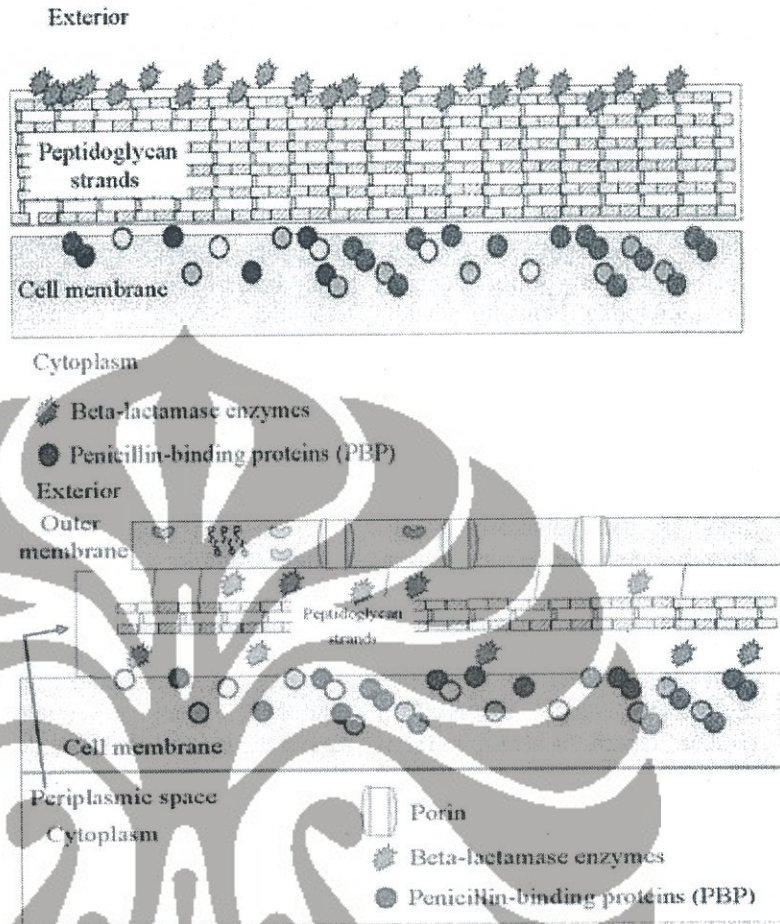 Exterior
Peptidoglycan
strands
Cell membrane
Cytoplasm
Beta-lactamase enzymes
Penicillin-binding proteins (PBP)
Exterior
Outer
membrane
Peptidoglycan
strands
Cell membrane
Periplasmic space
Cytoplasm
Porin
Beta-lactamase enzymes
Penicillin-binding proteins (PBP)